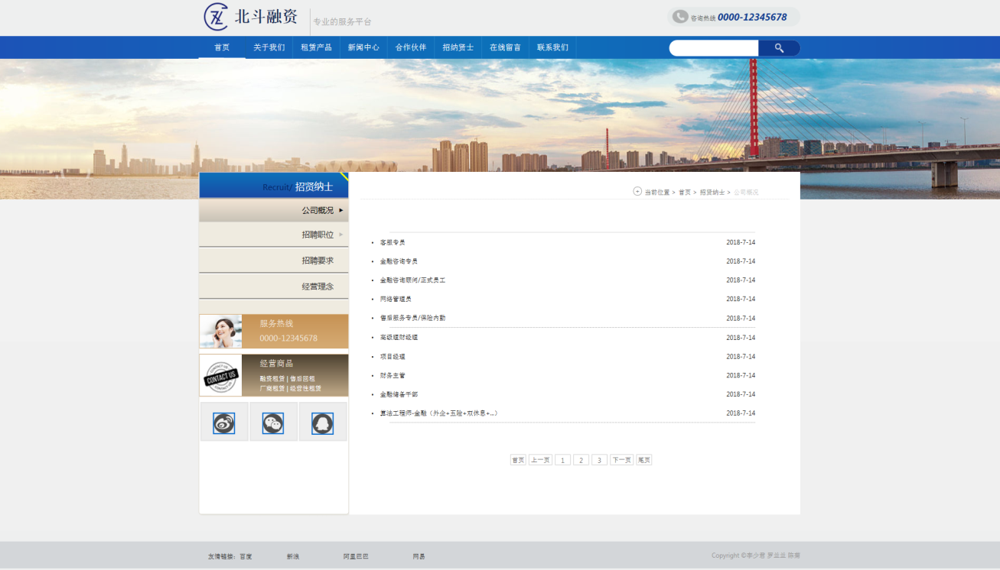 北斗融资
专业的服务平台
咨询热线 0000-12345678
首页 关于我们 租赁产品 新闻中心 合作伙伴 招纳贤士 在线留言 联系我们
Recruit/ 招贤纳士
公司概况
招聘职位
招聘要求
经营理念
服务热线
0000-12345678
CONTACT US
经营商品
融资租赁 | 售后回租
厂商租赁 | 经营性租赁
当前位置 > 首页 > 招贤纳士 > 公司概况
客服专员 2018-7-14
金融咨询专员 2018-7-14
金融咨询顾问/正式员工 2018-7-14
网络管理员 2018-7-14
售后服务专员/保险内勤 2018-7-14
高级理财经理 2018-7-14
项目经理 2018-7-14
财务主管 2018-7-14
金融储备干部 2018-7-14
算法工程师-金融（外企+五险+双休息+...） 2018-7-14
首页 上一页 1 2 3 下一页 尾页
友情链接: 百度 新浪 阿里巴巴 网易
Copyright ©李少君 罗兰兰